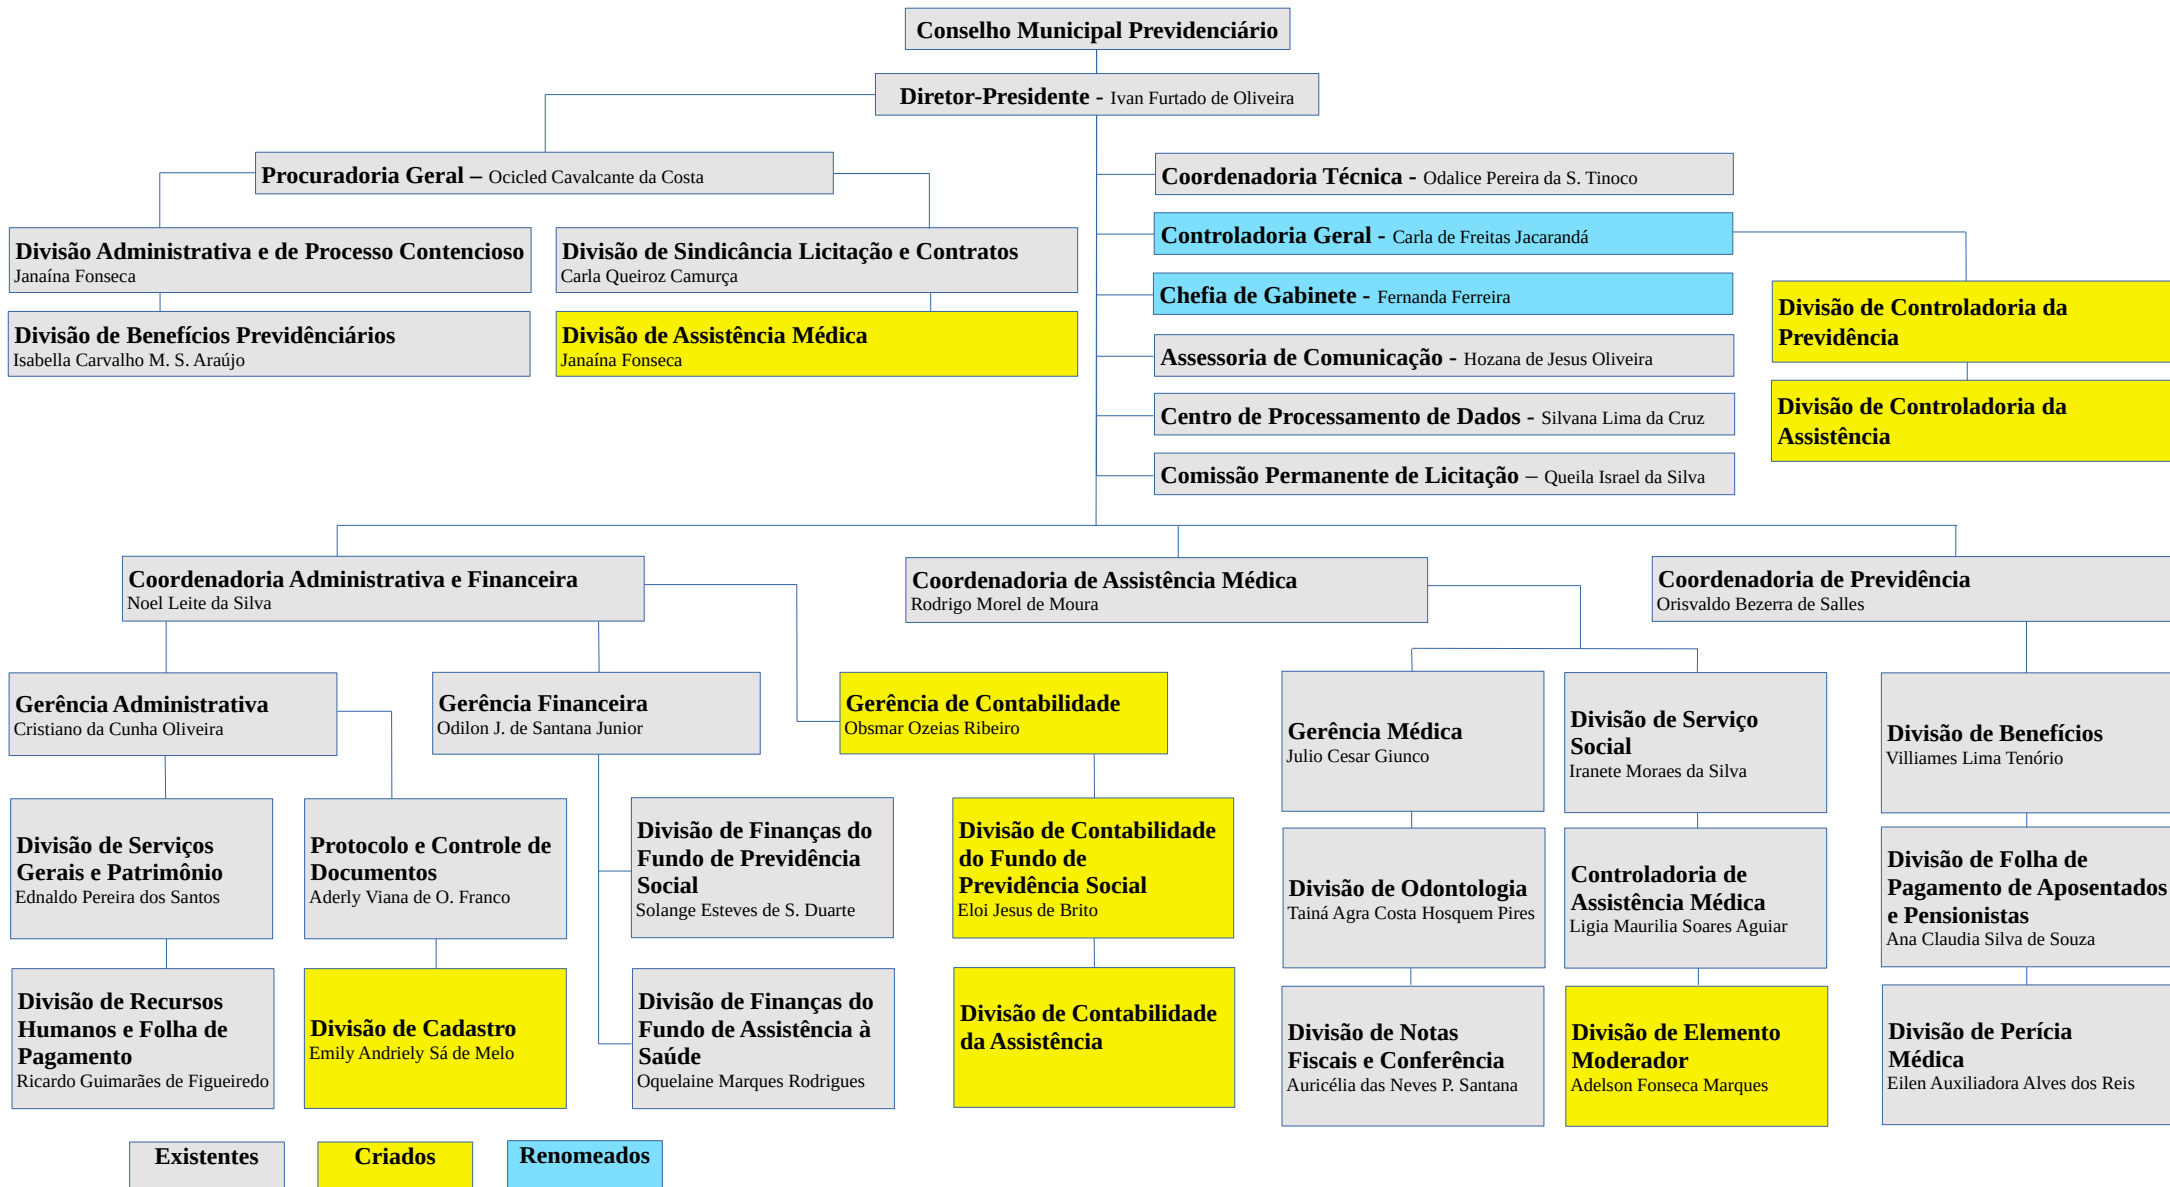 Conselho Municipal Previdenciário
Diretor-Presidente - Ivan Furtado de Oliveira
Procuradoria Geral – Ocicled Cavalcante da Costa
Divisão Administrativa e de Processo Contencioso
Janaína Fonseca
Divisão de Benefícios Previdênciários
Isabella Carvalho M. S. Araújo
Divisão de Sindicância Licitação e Contratos
Carla Queiroz Camurça
Divisão de Assistência Médica
Janaína Fonseca
Coordenadoria Técnica - Odalice Pereira da S. Tinoco
Controladoria Geral - Carla de Freitas Jacarandá
Chefia de Gabinete - Fernanda Ferreira
Assessoria de Comunicação - Hozana de Jesus Oliveira
Centro de Processamento de Dados - Silvana Lima da Cruz
Comissão Permanente de Licitação – Queila Israel da Silva
Divisão de Controladoria da
Previdência
Divisão de Controladoria da
Assistência
Coordenadoria Administrativa e Financeira
Noel Leite da Silva
Coordenadoria de Assistência Médica
Rodrigo Morel de Moura
Coordenadoria de Previdência
Orisvaldo Bezerra de Salles
Gerência Administrativa
Cristiano da Cunha Oliveira
Gerência Financeira
Odilon J. de Santana Junior
Gerência de Contabilidade
Obsmar Ozeias Ribeiro
Gerência Médica
Julio Cesar Giunco
Divisão de Serviço
Social
Iranete Moraes da Silva
Divisão de Benefícios
Villiames Lima Tenório
Divisão de Serviços
Gerais e Patrimônio
Ednaldo Pereira dos Santos
Protocolo e Controle de
Documentos
Aderly Viana de O. Franco
Divisão de Finanças do
Fundo de Previdência
Social
Solange Esteves de S. Duarte
Divisão de Contabilidade
do Fundo de
Previdência Social
Eloi Jesus de Brito
Divisão de Odontologia
Tainá Agra Costa Hosquem Pires
Controladoria de
Assistência Médica
Ligia Maurilia Soares Aguiar
Divisão de Folha de
Pagamento de Aposentados
e Pensionistas
Ana Claudia Silva de Souza
Divisão de Recursos
Humanos e Folha de
Pagamento
Ricardo Guimarães de Figueiredo
Divisão de Cadastro
Emily Andriely Sá de Melo
Divisão de Finanças do
Fundo de Assistência à
Saúde
Oquelaine Marques Rodrigues
Divisão de Contabilidade
da Assistência
Divisão de Notas
Fiscais e Conferência
Auricélia das Neves P. Santana
Divisão de Elemento
Moderador
Adelson Fonseca Marques
Divisão de Perícia
Médica
Eilen Auxiliadora Alves dos Reis
Existentes
Criados
Renomeados